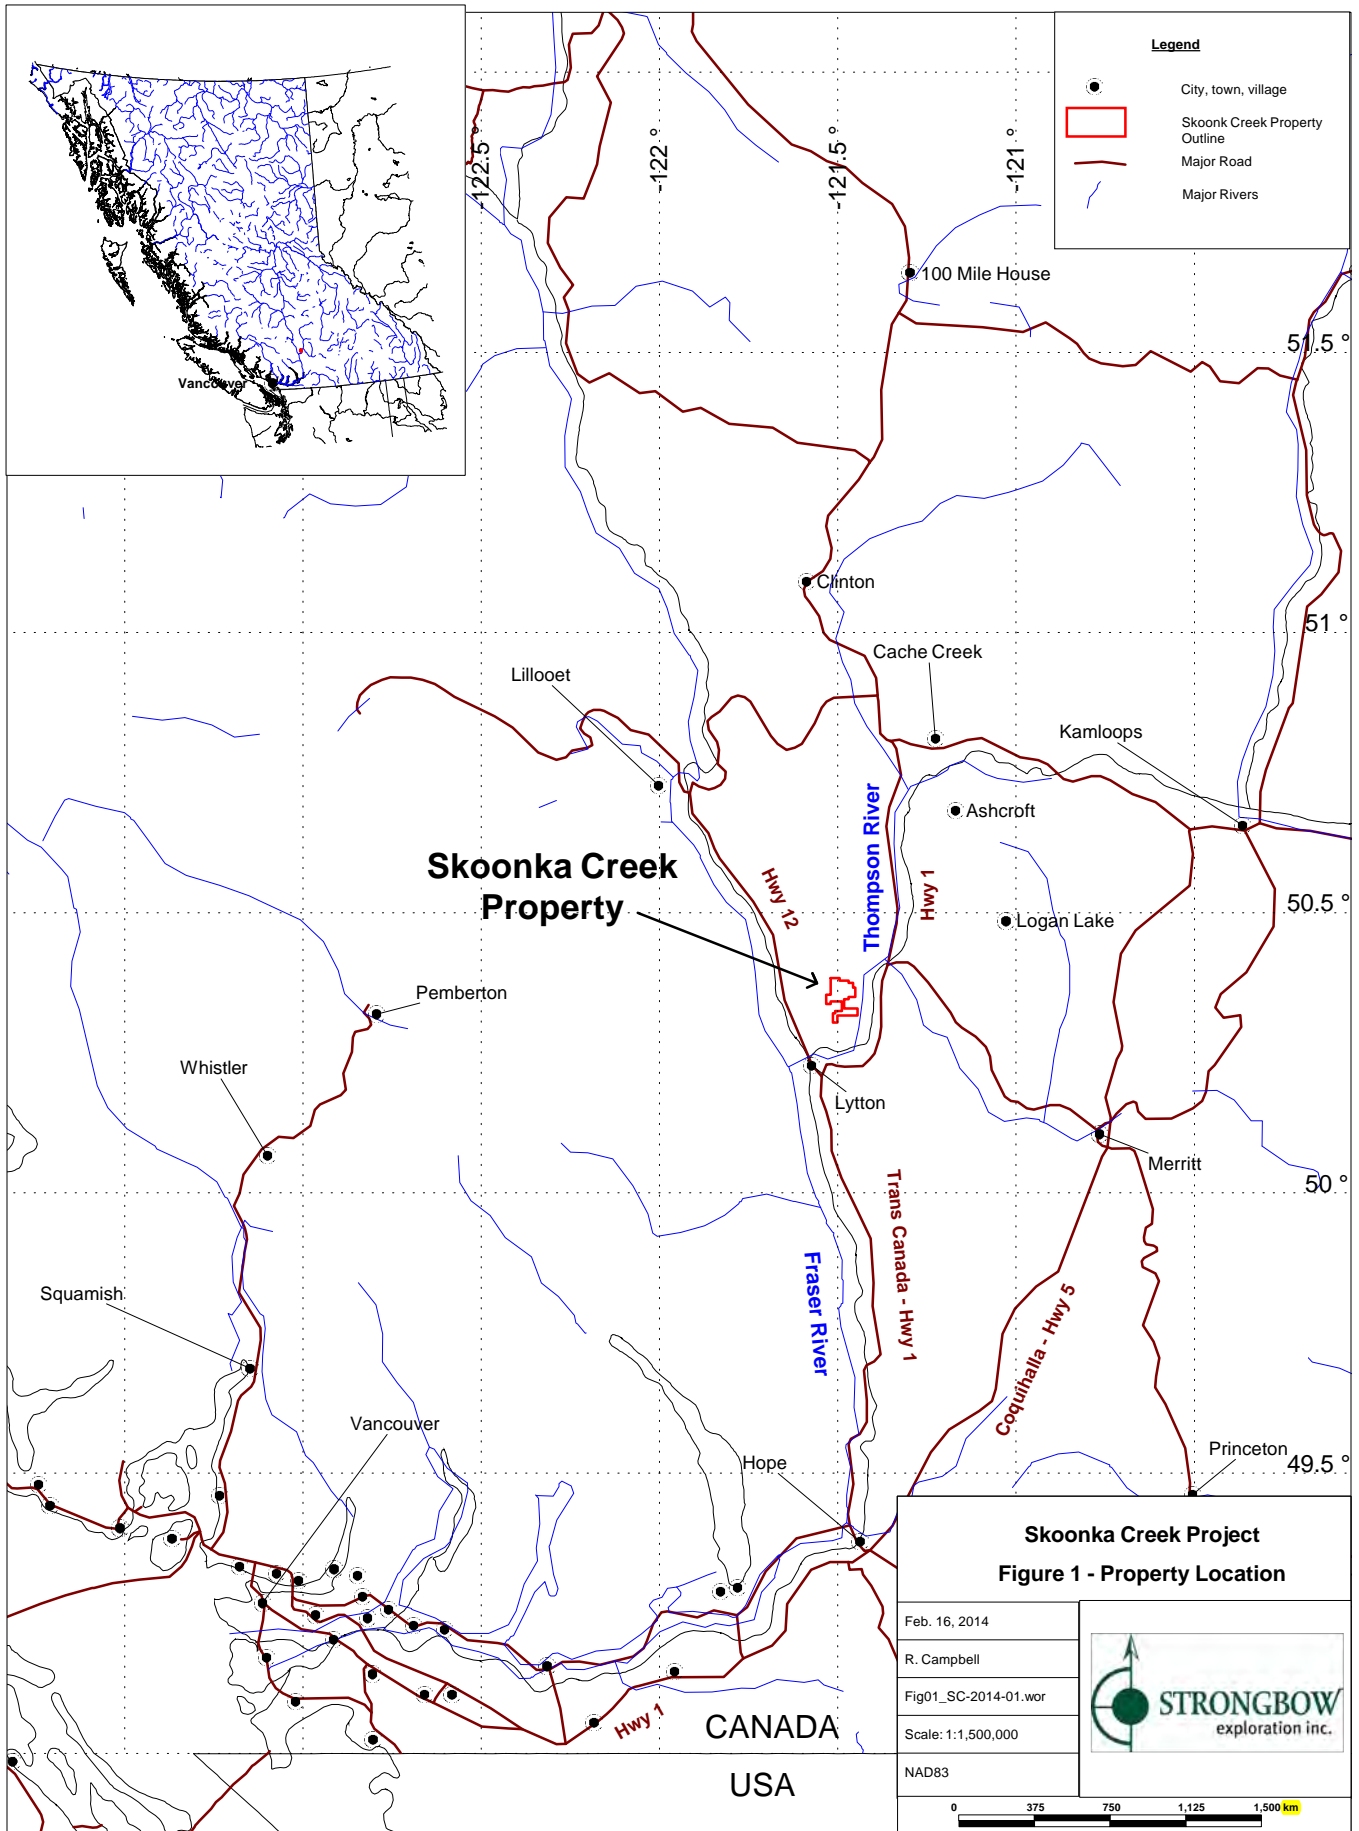 Vancouver
Legend
City, town, village
Skoonk Creek Property
Outline
Major Road
Major Rivers
-122.5 °
-122 °
-121.5 °
-121 °
100 Mile House
51.5 °
Clinton
51 °
Cache Creek
Lillooet
Kamloops
Ashcroft
Thompson River
Hwy 1
Skoonka Creek
Property
Hwy 12
50.5 °
Logan Lake
Pemberton
Whistler
Lytton
Merritt
50 °
Trans Canada - Hwy 1
Fraser River
Coquihalla - Hwy 5
Squamish
Vancouver
Hope
Princeton
49.5 °
Hwy 1
CANADA
USA
Skoonka Creek Project
Figure 1 - Property Location
Feb. 16, 2014
R. Campbell
Fig01_SC-2014-01.wor
Scale: 1:1,500,000
NAD83
STRONGBOW
exploration inc.
0 375 750 1,125 1,500 km